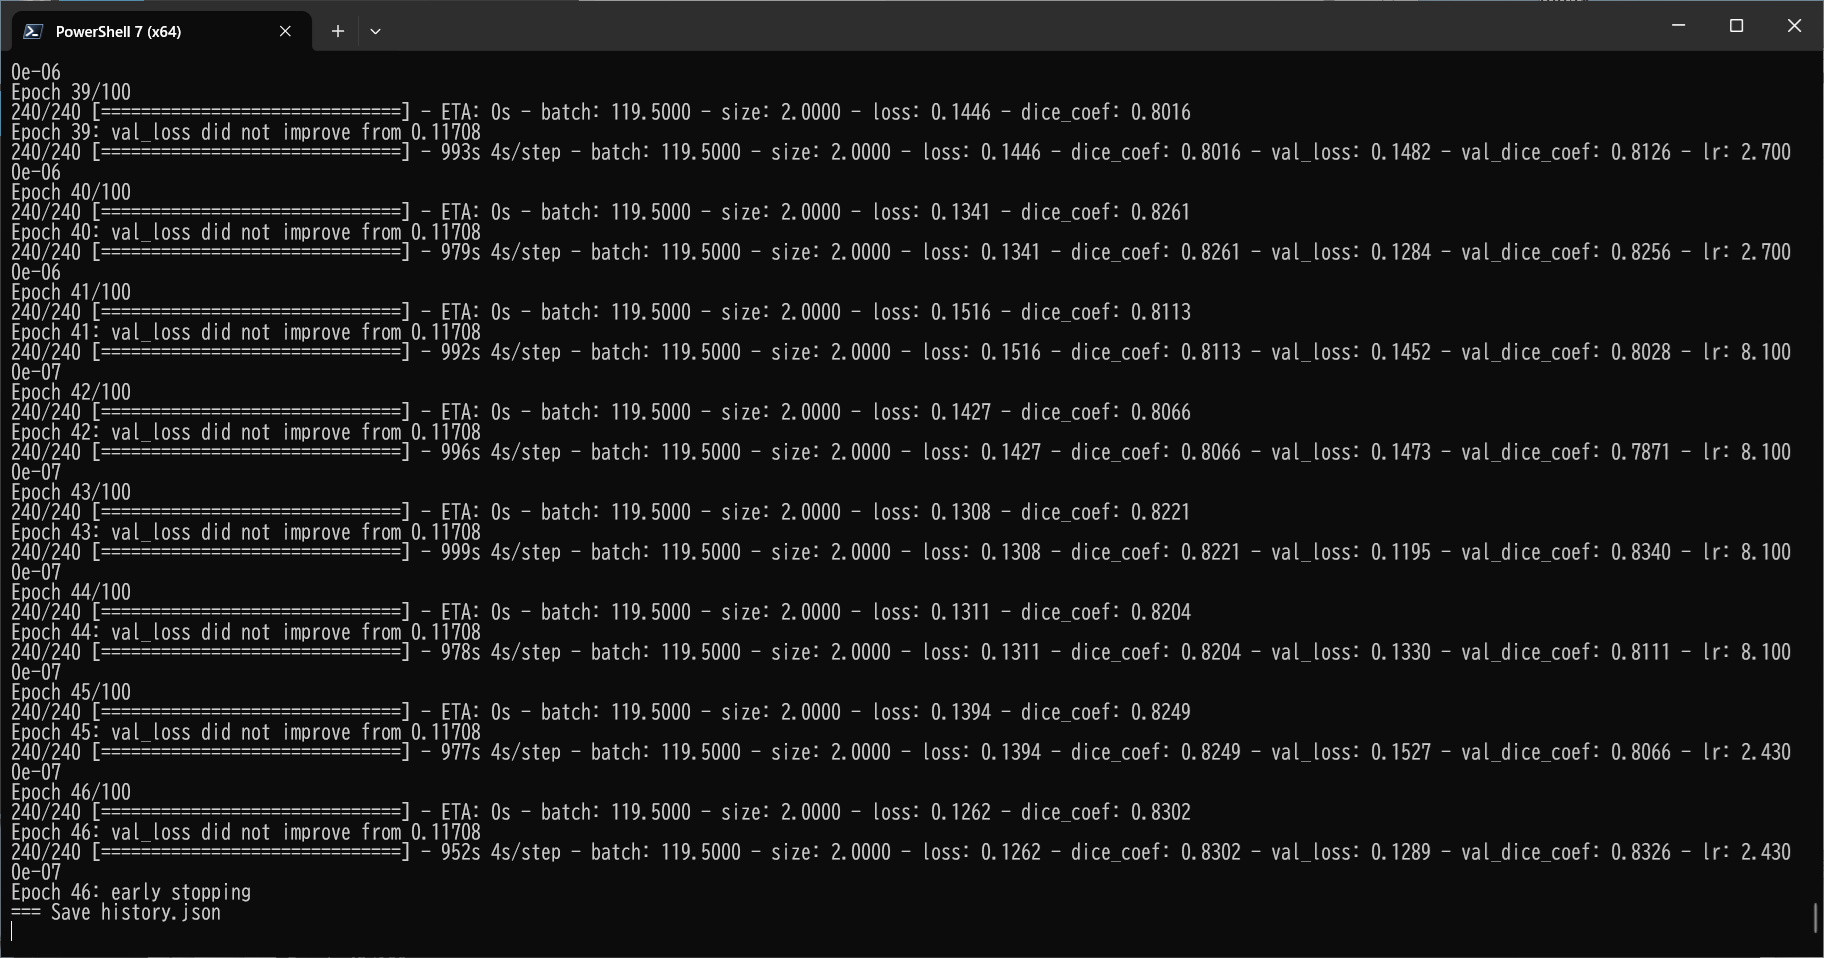 PowerShell 7 (x64)
0e-06
Epoch 39/100
240/240 [==============================] - ETA: 0s - batch: 119.5000 - size: 2.0000 - loss: 0.1446 - dice_coef: 0.8016
Epoch 39: val_loss did not improve from 0.11708
240/240 [==============================] - 993s 4s/step - batch: 119.5000 - size: 2.0000 - loss: 0.1446 - dice_coef: 0.8016 - val_loss: 0.1482 - val_dice_coef: 0.8126 - lr: 2.700
0e-06
Epoch 40/100
240/240 [==============================] - ETA: 0s - batch: 119.5000 - size: 2.0000 - loss: 0.1341 - dice_coef: 0.8261
Epoch 40: val_loss did not improve from 0.11708
240/240 [==============================] - 979s 4s/step - batch: 119.5000 - size: 2.0000 - loss: 0.1341 - dice_coef: 0.8261 - val_loss: 0.1284 - val_dice_coef: 0.8256 - lr: 2.700
0e-06
Epoch 41/100
240/240 [==============================] - ETA: 0s - batch: 119.5000 - size: 2.0000 - loss: 0.1516 - dice_coef: 0.8113
Epoch 41: val_loss did not improve from 0.11708
240/240 [==============================] - 992s 4s/step - batch: 119.5000 - size: 2.0000 - loss: 0.1516 - dice_coef: 0.8113 - val_loss: 0.1452 - val_dice_coef: 0.8028 - lr: 8.100
0e-07
Epoch 42/100
240/240 [==============================] - ETA: 0s - batch: 119.5000 - size: 2.0000 - loss: 0.1427 - dice_coef: 0.8066
Epoch 42: val_loss did not improve from 0.11708
240/240 [==============================] - 996s 4s/step - batch: 119.5000 - size: 2.0000 - loss: 0.1427 - dice_coef: 0.8066 - val_loss: 0.1473 - val_dice_coef: 0.7871 - lr: 8.100
0e-07
Epoch 43/100
240/240 [==============================] - ETA: 0s - batch: 119.5000 - size: 2.0000 - loss: 0.1308 - dice_coef: 0.8221
Epoch 43: val_loss did not improve from 0.11708
240/240 [==============================] - 999s 4s/step - batch: 119.5000 - size: 2.0000 - loss: 0.1308 - dice_coef: 0.8221 - val_loss: 0.1195 - val_dice_coef: 0.8340 - lr: 8.100
0e-07
Epoch 44/100
240/240 [==============================] - ETA: 0s - batch: 119.5000 - size: 2.0000 - loss: 0.1311 - dice_coef: 0.8204
Epoch 44: val_loss did not improve from 0.11708
240/240 [==============================] - 978s 4s/step - batch: 119.5000 - size: 2.0000 - loss: 0.1311 - dice_coef: 0.8204 - val_loss: 0.1330 - val_dice_coef: 0.8111 - lr: 8.100
0e-07
Epoch 45/100
240/240 [==============================] - ETA: 0s - batch: 119.5000 - size: 2.0000 - loss: 0.1394 - dice_coef: 0.8249
Epoch 45: val_loss did not improve from 0.11708
240/240 [==============================] - 977s 4s/step - batch: 119.5000 - size: 2.0000 - loss: 0.1394 - dice_coef: 0.8249 - val_loss: 0.1527 - val_dice_coef: 0.8066 - lr: 2.430
0e-07
Epoch 46/100
240/240 [==============================] - ETA: 0s - batch: 119.5000 - size: 2.0000 - loss: 0.1262 - dice_coef: 0.8302
Epoch 46: val_loss did not improve from 0.11708
240/240 [==============================] - 952s 4s/step - batch: 119.5000 - size: 2.0000 - loss: 0.1262 - dice_coef: 0.8302 - val_loss: 0.1289 - val_dice_coef: 0.8326 - lr: 2.430
0e-07
Epoch 46: early stopping
=== Save history.json